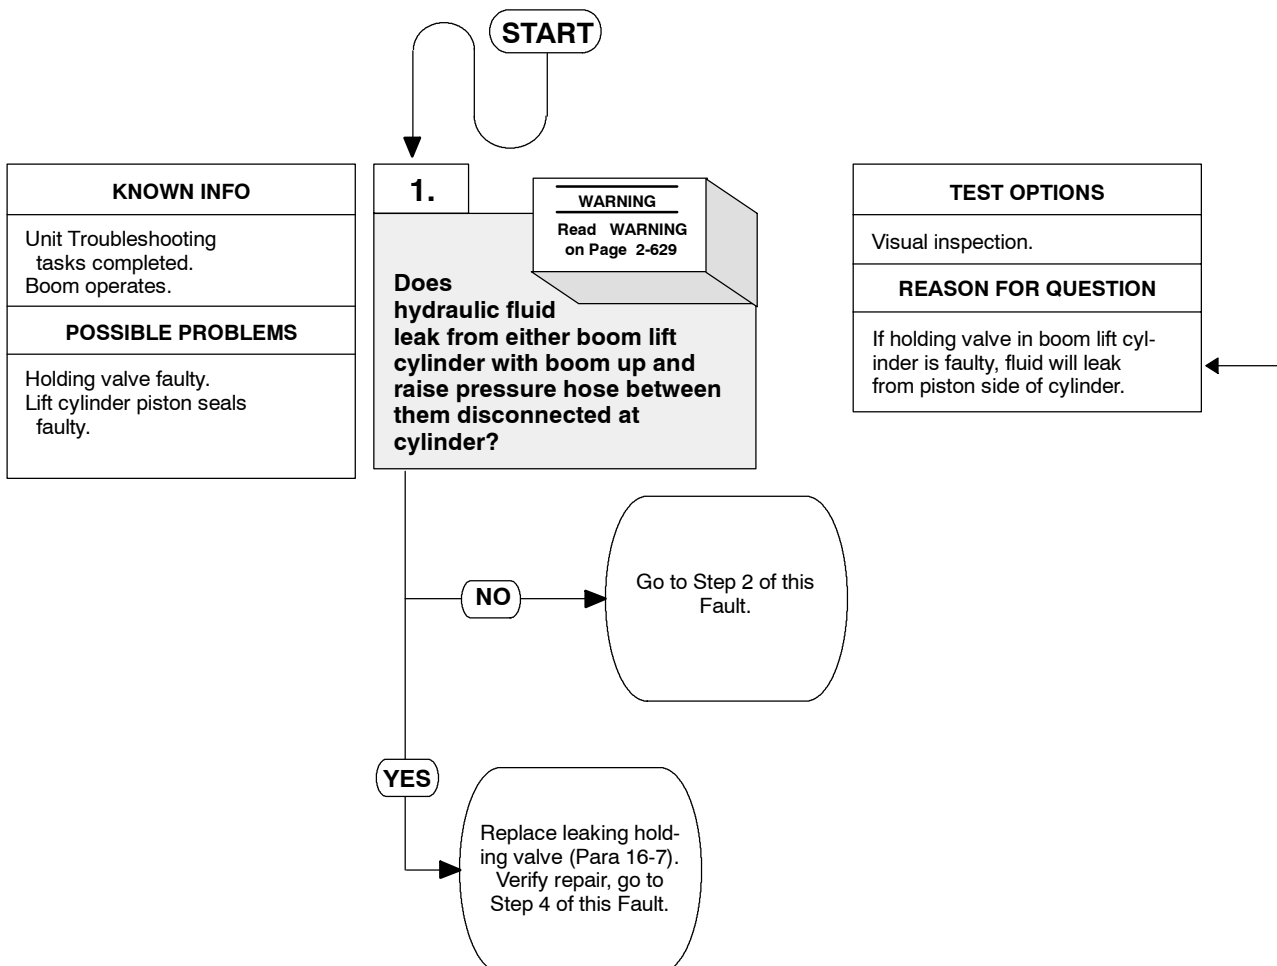 START
KNOWN INFO
Unit Troubleshooting
tasks completed.
Boom operates.
POSSIBLE PROBLEMS
Holding valve faulty.
Lift cylinder piston seals
faulty.
1.
WARNING
Read WARNING
on Page 2-629
Does
hydraulic fluid
leak from either boom lift
cylinder with boom up and
raise pressure hose between
them disconnected at
cylinder?
TEST OPTIONS
Visual inspection.
REASON FOR QUESTION
If holding valve in boom lift cyl-
inder is faulty, fluid will leak
from piston side of cylinder.
NO
Go to Step 2 of this
Fault.
YES
Replace leaking hold-
ing valve (Para 16-7).
Verify repair, go to
Step 4 of this Fault.